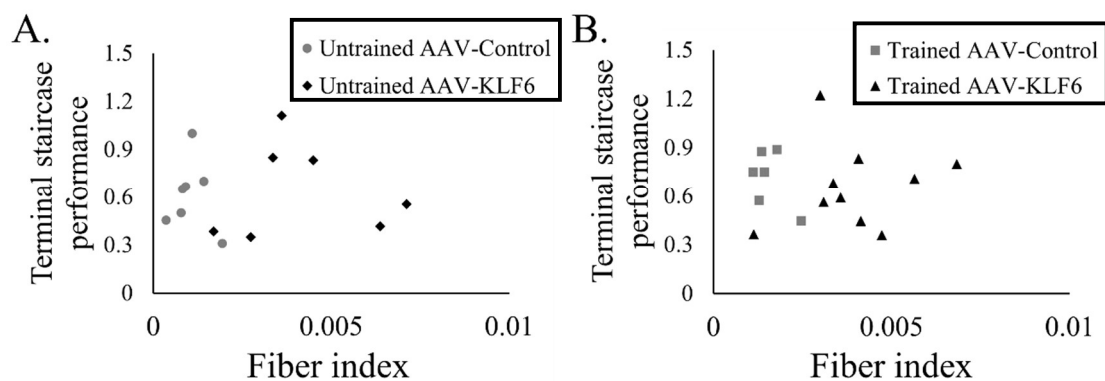 A.
Untrained AAV-Control
Untrained AAV-KLF6
Terminal staircase
performance
1.5
1.2
0.9
0.6
0.3
0
0
0.005
0.01
Fiber index
B.
Trained AAV-Control
Trained AAV-KLF6
Terminal staircase
performance
1.5
1.2
0.9
0.6
0.3
0
0
0.005
0.01
Fiber index